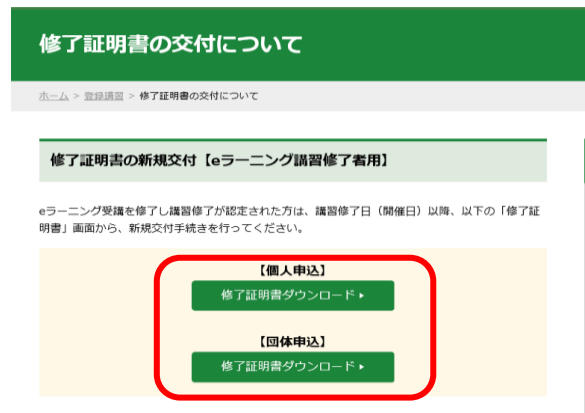 修了証明書の交付について
ホーム > 登録講習 > 修了証明書の交付について
修了証明書の新規交付【eラーニング講習修了者用】
eラーニング受講を修了し講習修了が認定された方は、講習修了日（開催日）以降、以下の「修了証
明書」画面から、新規交付手続きを行ってください。
【個人申込】
修了証明書ダウンロード
【団体申込】
修了証明書ダウンロード